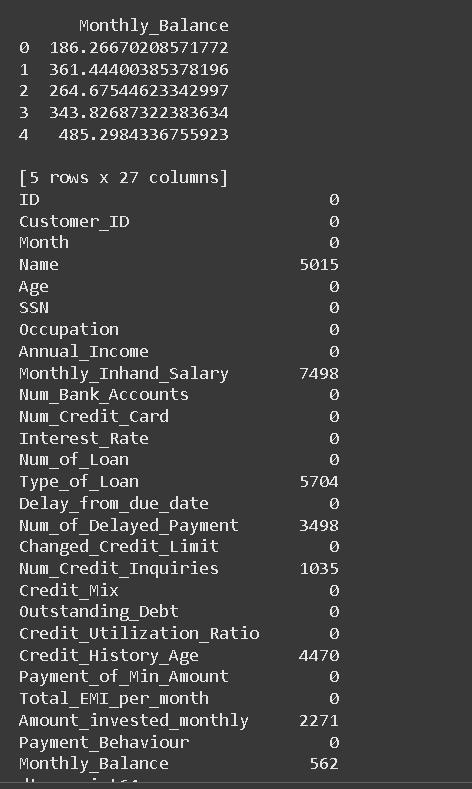 Monthly_Balance
0 186.26670208571772
1 361.44400385378196
2 264.67544623342997
3 343.82687322383634
4 485.2984336755923
[5 rows x 27 columns]
ID 0
Customer_ID 0
Month 0
Name 5015
Age 0
SSN 0
Occupation 0
Annual_Income 0
Monthly_Inhand_Salary 7498
Num_Bank_Accounts 0
Num_Credit_Card 0
Interest_Rate 0
Num_of_Loan 0
Type_of_Loan 5704
Delay_from_due_date 0
Num_of_Delayed_Payment 3498
Changed_Credit_Limit 0
Num_Credit_Inquiries 1035
Credit_Mix 0
Outstanding_Debt 0
Credit_Utilization_Ratio 0
Credit_History_Age 4470
Payment_of_Min_Amount 0
Total_EMI_per_month 0
Amount_invested_monthly 2271
Payment_Behaviour 0
Monthly_Balance 562